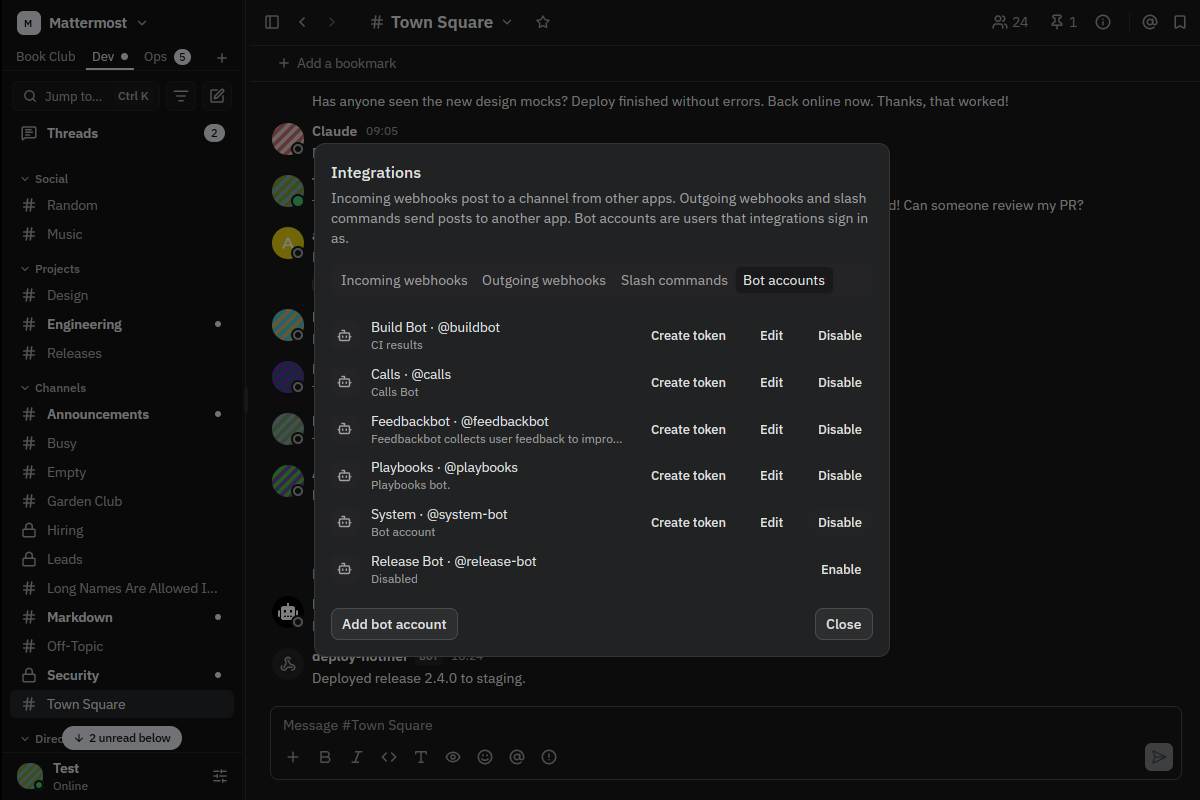 M Mattermost
Book Club Dev Ops 5
Jump to... Ctrl K
Threads 2
Social
Random
Music
Projects
Design
Engineering
Releases
Channels
Announcements
Busy
Empty
Garden Club
Hiring
Leads
Long Names Are Allowed I...
Markdown
Off-Topic
Security
Town Square
2 unread below
Test
Online
Town Square
24 1
Add a bookmark
Has anyone seen the new design mocks? Deploy finished without errors. Back online now. Thanks, that worked!
Claude 09:05
! Can someone review my PR?
A
Integrations
Incoming webhooks post to a channel from other apps. Outgoing webhooks and slash
commands send posts to another app. Bot accounts are users that integrations sign in
as.
Incoming webhooks Outgoing webhooks Slash commands Bot accounts
Build Bot · @buildbot
CI results
Create token Edit Disable
Calls · @calls
Calls Bot
Create token Edit Disable
Feedbackbot · @feedbackbot
Feedbackbot collects user feedback to impro...
Create token Edit Disable
Playbooks · @playbooks
Playbooks bot.
Create token Edit Disable
System · @system-bot
Bot account
Create token Edit Disable
Release Bot · @release-bot
Disabled
Enable
Add bot account Close
deploy-notifier BOT 10:24
Deployed release 2.4.0 to staging.
Message #Town Square